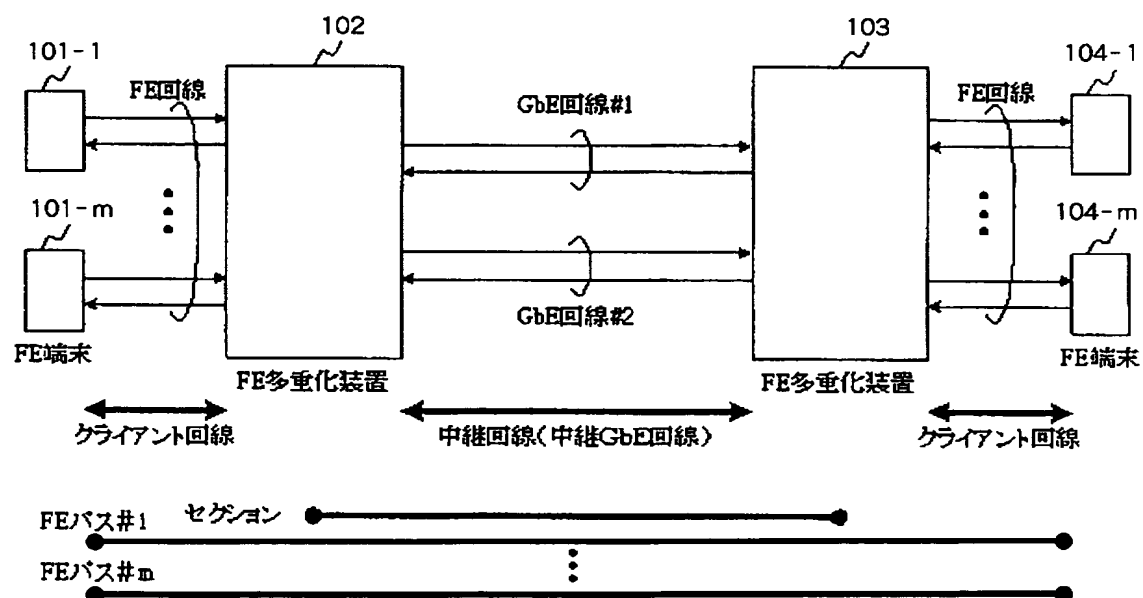 102
103
101-1
104-1
FE回線
GbE回線#1
FE回線
101-m
104-m
GbE回線#2
FE端末
FE多重化装置
FE多重化装置
FE端末
クライアント回線
中継回線(中継GbE回線)
クライアント回線
セクション
FEパス#1
FEパス#m